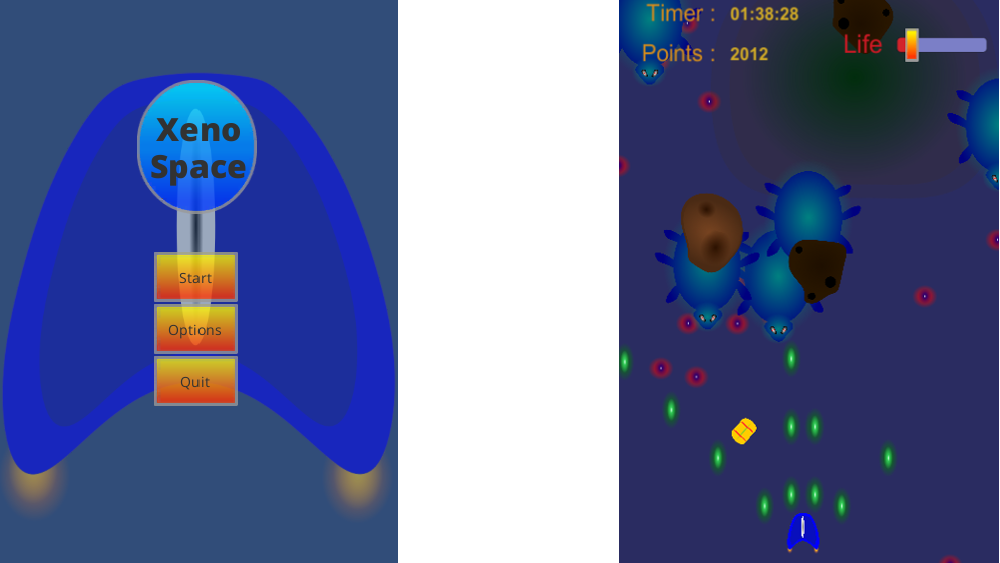 Xeno
Space
Start
Options
Quit
Timer : 01:38:28
Points : 2012
Life